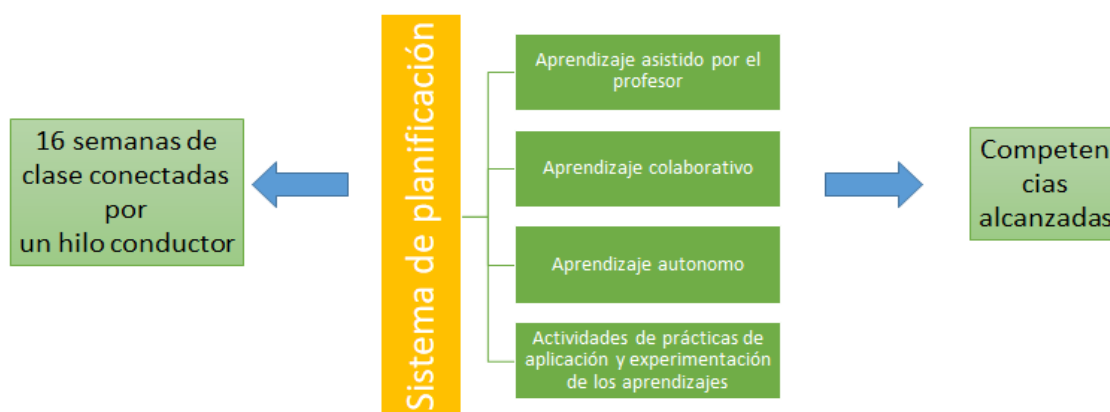 16 semanas de
clase conectadas
por
un hilo conductor
Sistema de planificación
Aprendizaje asistido por el
profesor
Aprendizaje colaborativo
Aprendizaje autonomo
Actividades de prácticas de
aplicación y experimentación
de los aprendizajes
Competen
cias
alcanzadas